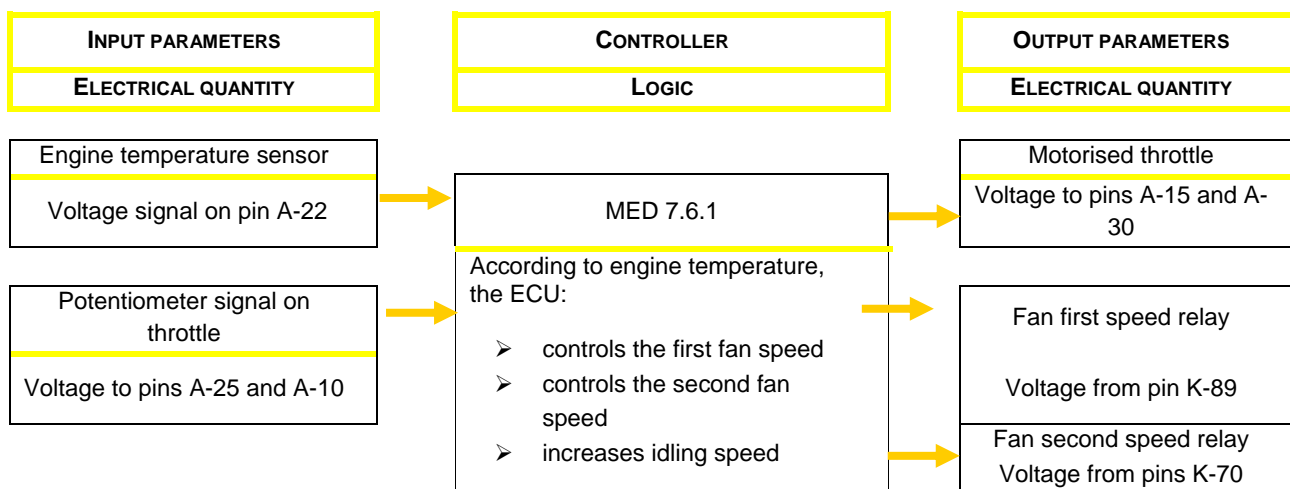 INPUT PARAMETERS
ELECTRICAL QUANTITY
CONTROLLER
LOGIC
OUTPUT PARAMETERS
ELECTRICAL QUANTITY
Engine temperature sensor
Voltage signal on pin A-22
Potentiometer signal on
throttle
Voltage to pins A-25 and A-10
MED 7.6.1
According to engine temperature,
the ECU:
➢ controls the first fan speed
➢ controls the second fan
speed
➢ increases idling speed
Motorised throttle
Voltage to pins A-15 and A-
30
Fan first speed relay
Voltage from pin K-89
Fan second speed relay
Voltage from pins K-70